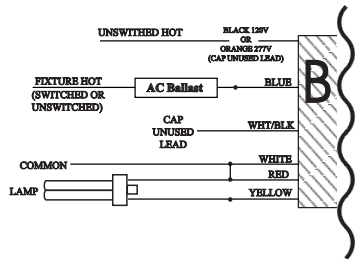 UNSWITHED HOT
BLACK 120V
OR
ORANGE 277V
(CAP UNUSED LEAD)
B
FIXTURE HOT
(SWITCHED OR
UNSWITCHED)
AC Ballast
BLUE
CAP
UNUSED
LEAD
WHT/BLK
COMMON
WHITE
RED
LAMP
YELLOW